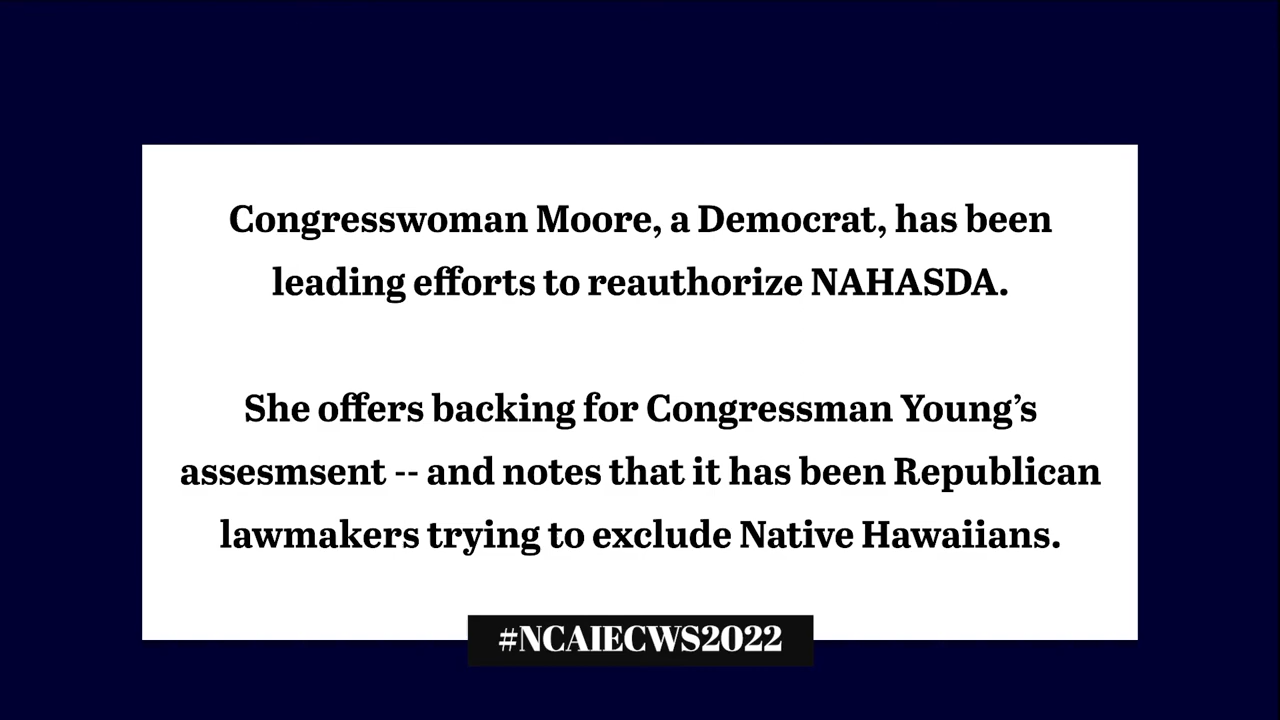 Congresswoman Moore, a Democrat, has been
leading efforts to reauthorize NAHASDA.
She offers backing for Congressman Young’s
assesmsent -- and notes that it has been Republican
lawmakers trying to exclude Native Hawaiians.
#NCAIECWS2022